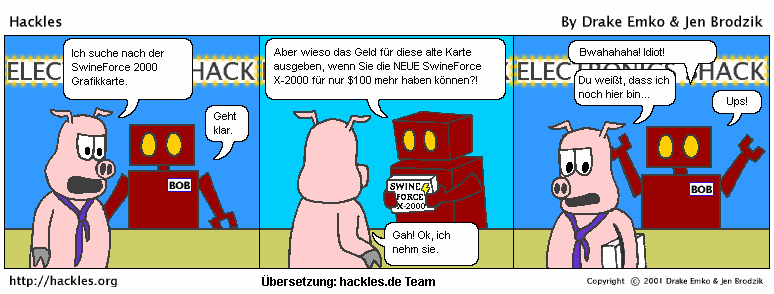 Hackles
By Drake Emko & Jen Brodzik
Ich suche nach der
SwineForce 2000
Grafikkarte.
ELECT
HACK
Geht
klar.
BOB
Aber wieso das Geld für diese alte Karte
ausgeben, wenn Sie die NEUE SwineForce
X-2000 für nur $100 mehr haben können?!
SWINE
FORCE
X-2000
Gah! Ok, ich
nehm sie.
Bwahahaha! Idiot!
ELECTRONICS SHACK
Du weißt, dass ich
noch hier bin...
Ups!
BOB
http://hackles.org
Übersetzung: hackles.de Team
Copyright © 2001 Drake Emko & Jen Brodzik